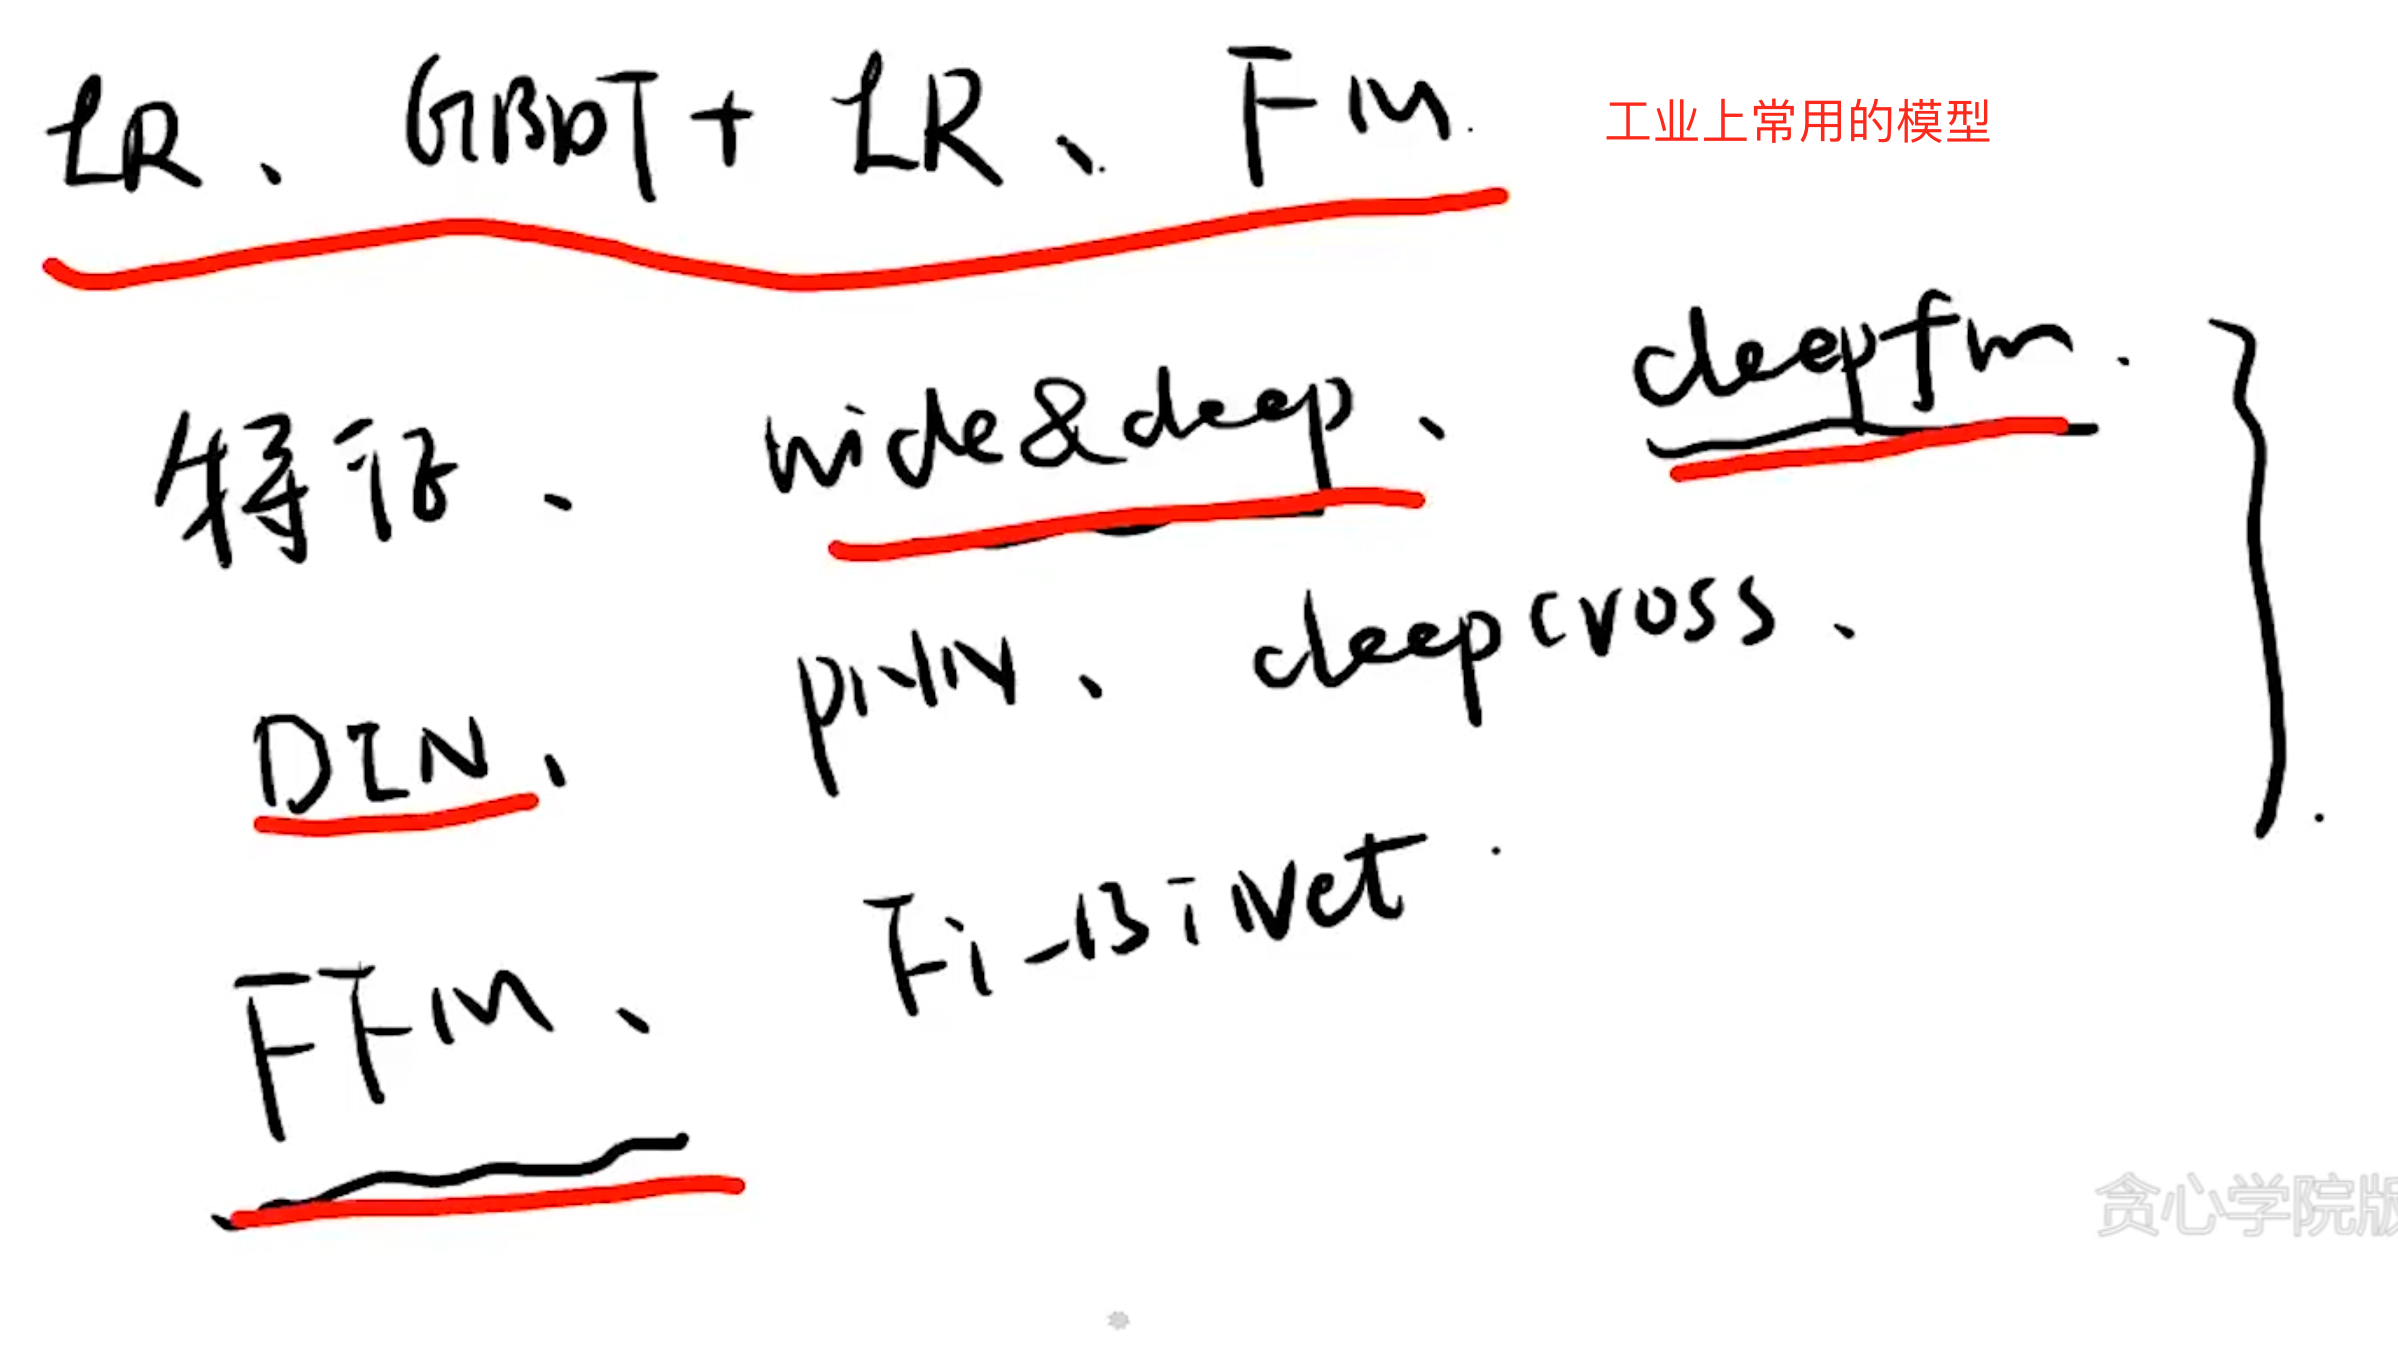 LR、GBDT+LR、FM. 工业上常用的模型
特征、wide&deep、deepfm.
DIN、PNN、deepcross、
FFM、Fi-BiNet.
贪心学院版